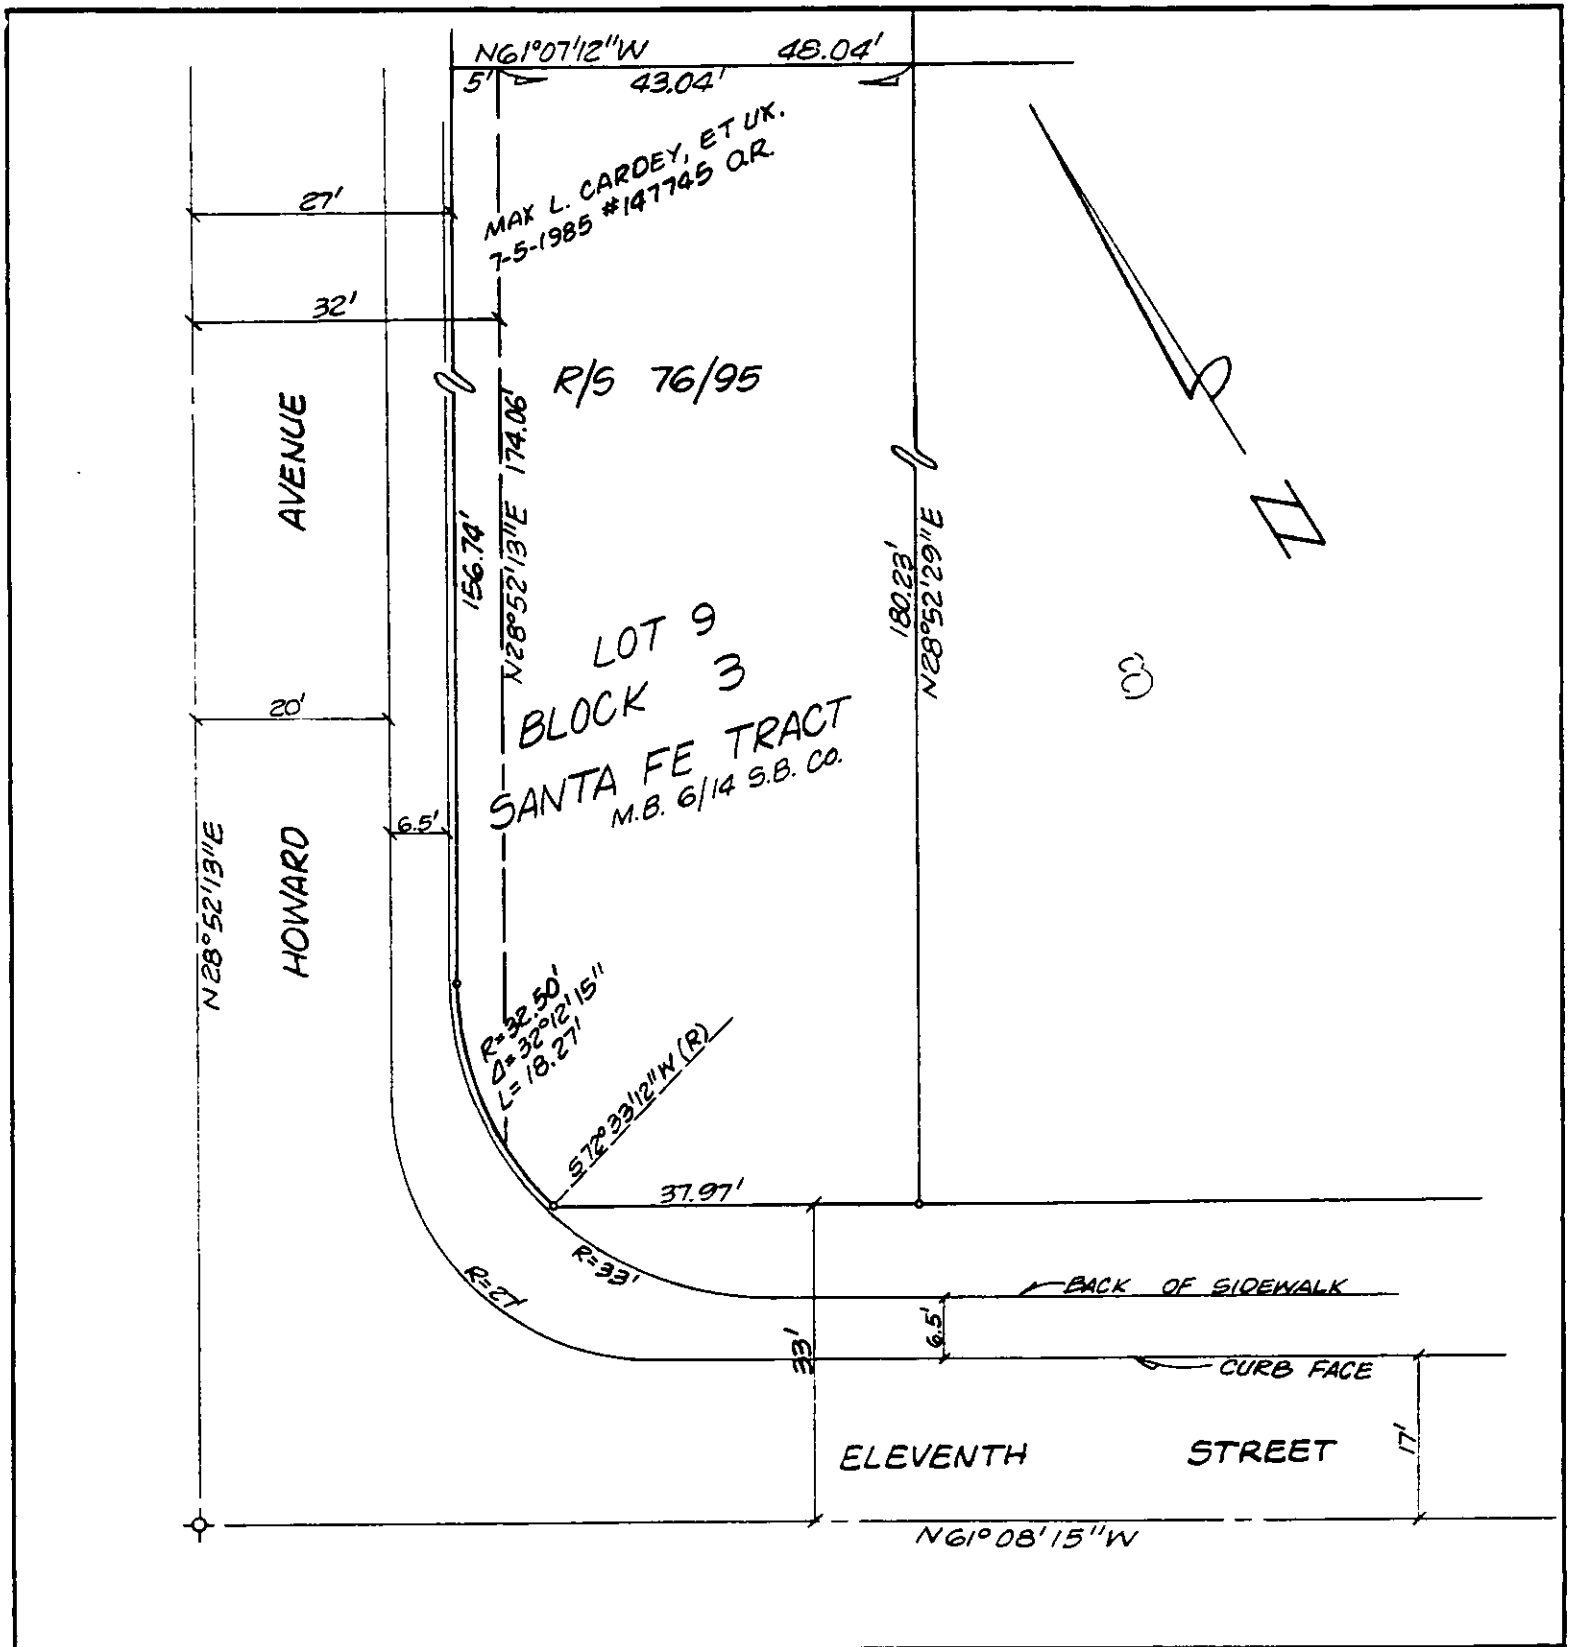 N61°07'12"W 48.04'
5' 43.04'
MAX L. CARDEY, ET UX.
7-5-1985 #147745 O.R.
27'
32'
R/S 76/95
AVENUE
174.06'
N28°52'13"E
156.74'
180.23'
N28°52'29"E
Z
LOT 9
BLOCK 3
SANTA FE TRACT
M.B. 6/14 S.B. Co.
8
20'
6.5'
N28°52'13"E
HOWARD
R=32.50'
Δ=32°12'15"
L=18.27'
S72°33'12"W (R)
37.97'
R=33'
R=27'
BACK OF SIDEWALK
6.5'
33'
CURB FACE
17'
ELEVENTH STREET
N61°08'15"W